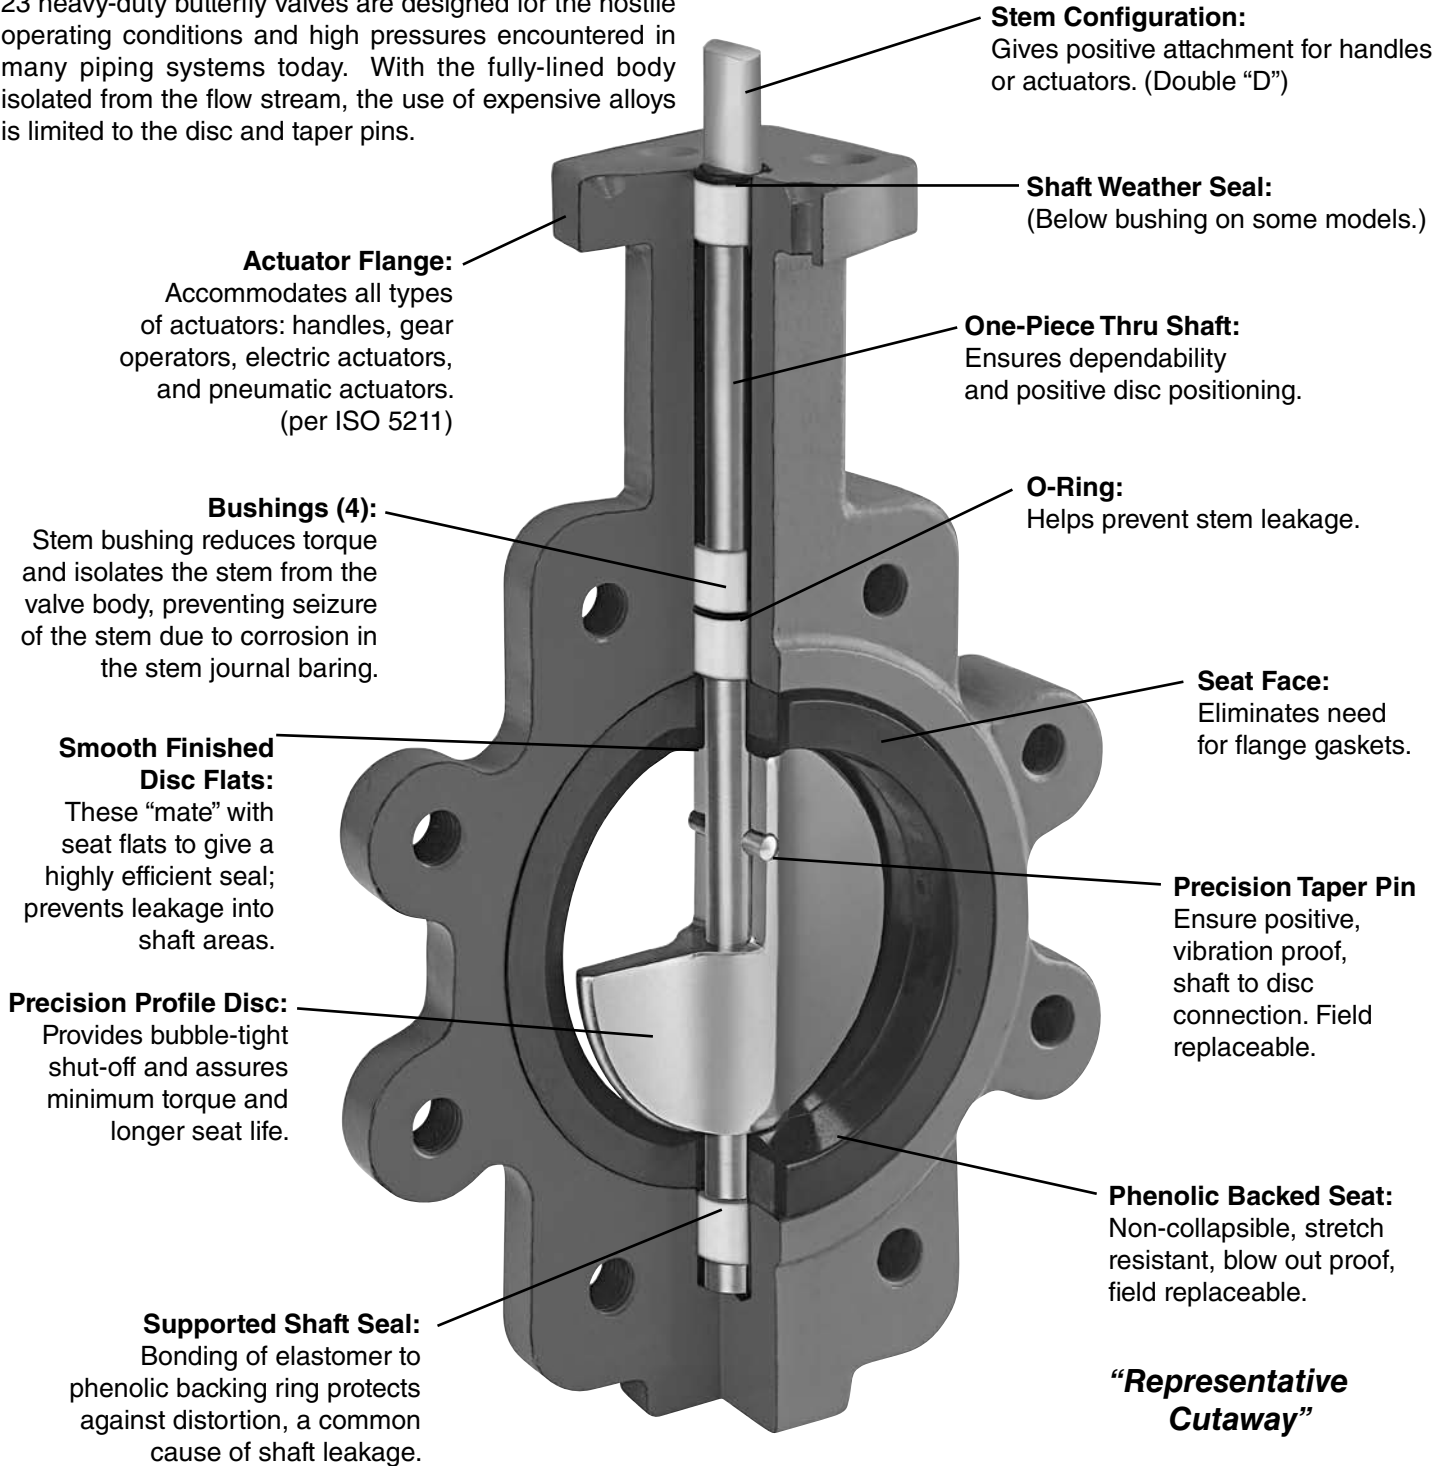 23 heavy-duty butterfly valves are designed for the hostile
operating conditions and high pressures encountered in
many piping systems today. With the fully-lined body
isolated from the flow stream, the use of expensive alloys
is limited to the disc and taper pins.
Stem Configuration:
Gives positive attachment for handles
or actuators. (Double “D”)
Shaft Weather Seal:
(Below bushing on some models.)
Actuator Flange:
Accommodates all types
of actuators: handles, gear
operators, electric actuators,
and pneumatic actuators.
(per ISO 5211)
One-Piece Thru Shaft:
Ensures dependability
and positive disc positioning.
Bushings (4):
Stem bushing reduces torque
and isolates the stem from the
valve body, preventing seizure
of the stem due to corrosion in
the stem journal baring.
O-Ring:
Helps prevent stem leakage.
Seat Face:
Eliminates need
for flange gaskets.
Smooth Finished
Disc Flats:
These “mate” with
seat flats to give a
highly efficient seal;
prevents leakage into
shaft areas.
Precision Taper Pin
Ensure positive,
vibration proof,
shaft to disc
connection. Field
replaceable.
Precision Profile Disc:
Provides bubble-tight
shut-off and assures
minimum torque and
longer seat life.
Phenolic Backed Seat:
Non-collapsible, stretch
resistant, blow out proof,
field replaceable.
Supported Shaft Seal:
Bonding of elastomer to
phenolic backing ring protects
against distortion, a common
cause of shaft leakage.
“Representative
Cutaway”